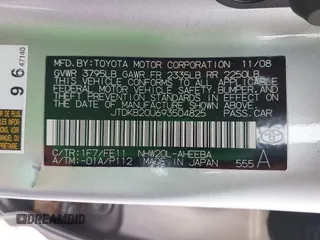 MFD.BY:TOYOTA MOTOR CORPORATION 11/08
GVWR 3795LB GAWR FR 2335LB RR 2250LB
THIS VEHICLE CONFORMS TO ALL APPLICABLE
FEDERAL MOTOR VEHICLE SAFETY, BUMPER, AND
THEFT PREVENTION STANDARDS IN EFFECT ON
THE DATE OF MANUFACTURE SHOWN ABOVE.
JTDKB20U693504825 PASS.CAR
C/TR:1F7/FE11 NHW20L-AHEEBA
A/TM:-01A/P112 MADE IN JAPAN 555 A
96
47140
DREAMBID